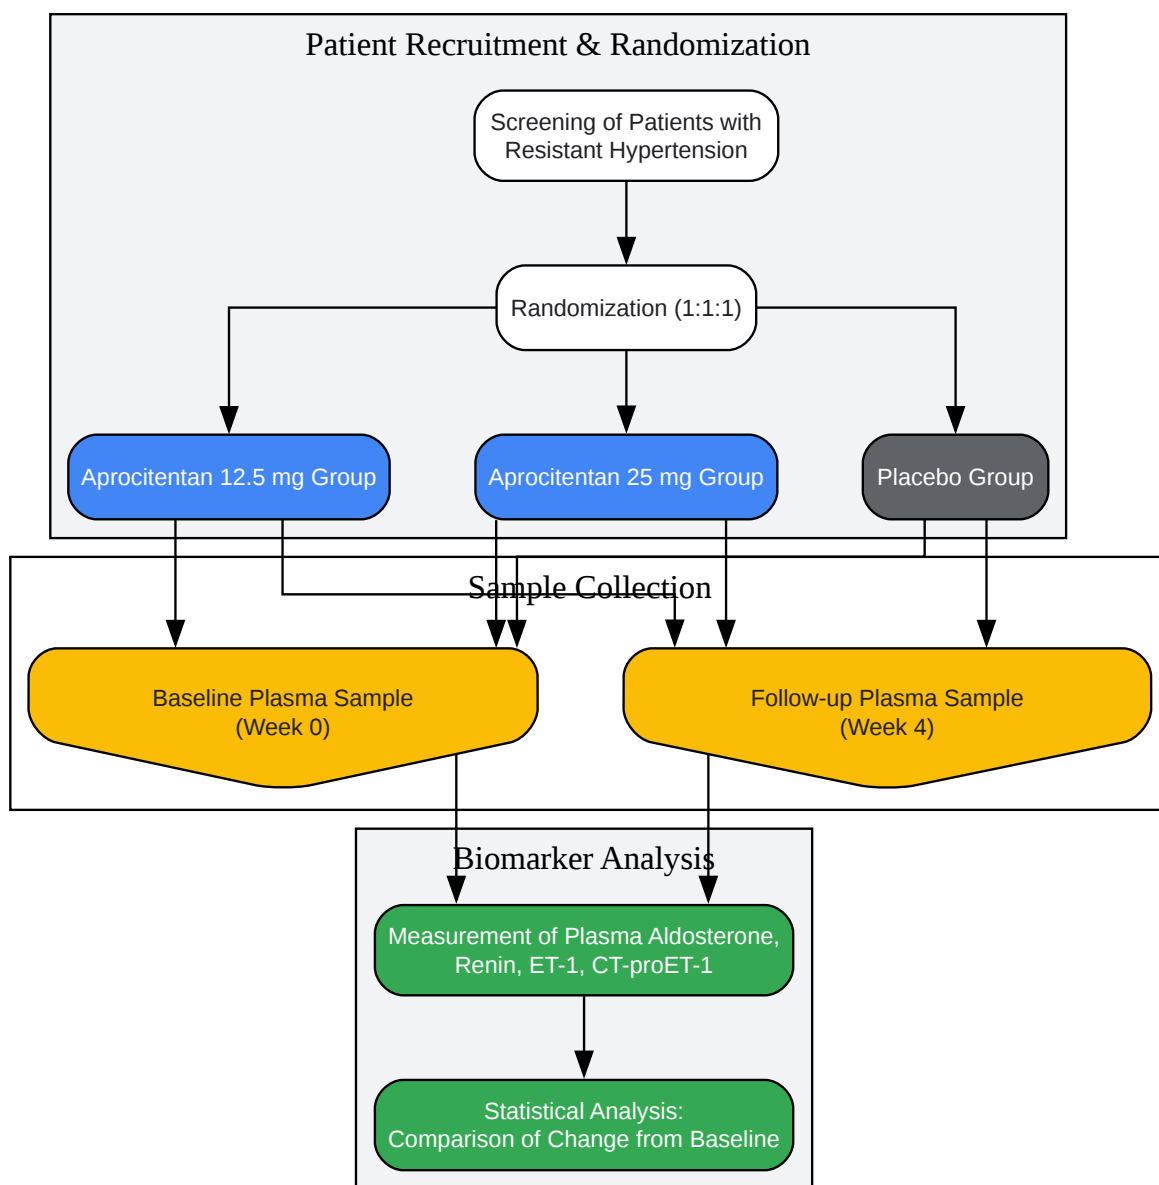 Patient Recruitment & Randomization
Screening of Patients with
Resistant Hypertension
Randomization (1:1:1)
Aprocitentan 12.5 mg Group
Aprocitentan 25 mg Group
Placebo Group
Sample Collection
Baseline Plasma Sample
(Week 0)
Follow-up Plasma Sample
(Week 4)
Biomarker Analysis
Measurement of Plasma Aldosterone,
Renin, ET-1, CT-proET-1
Statistical Analysis:
Comparison of Change from Baseline